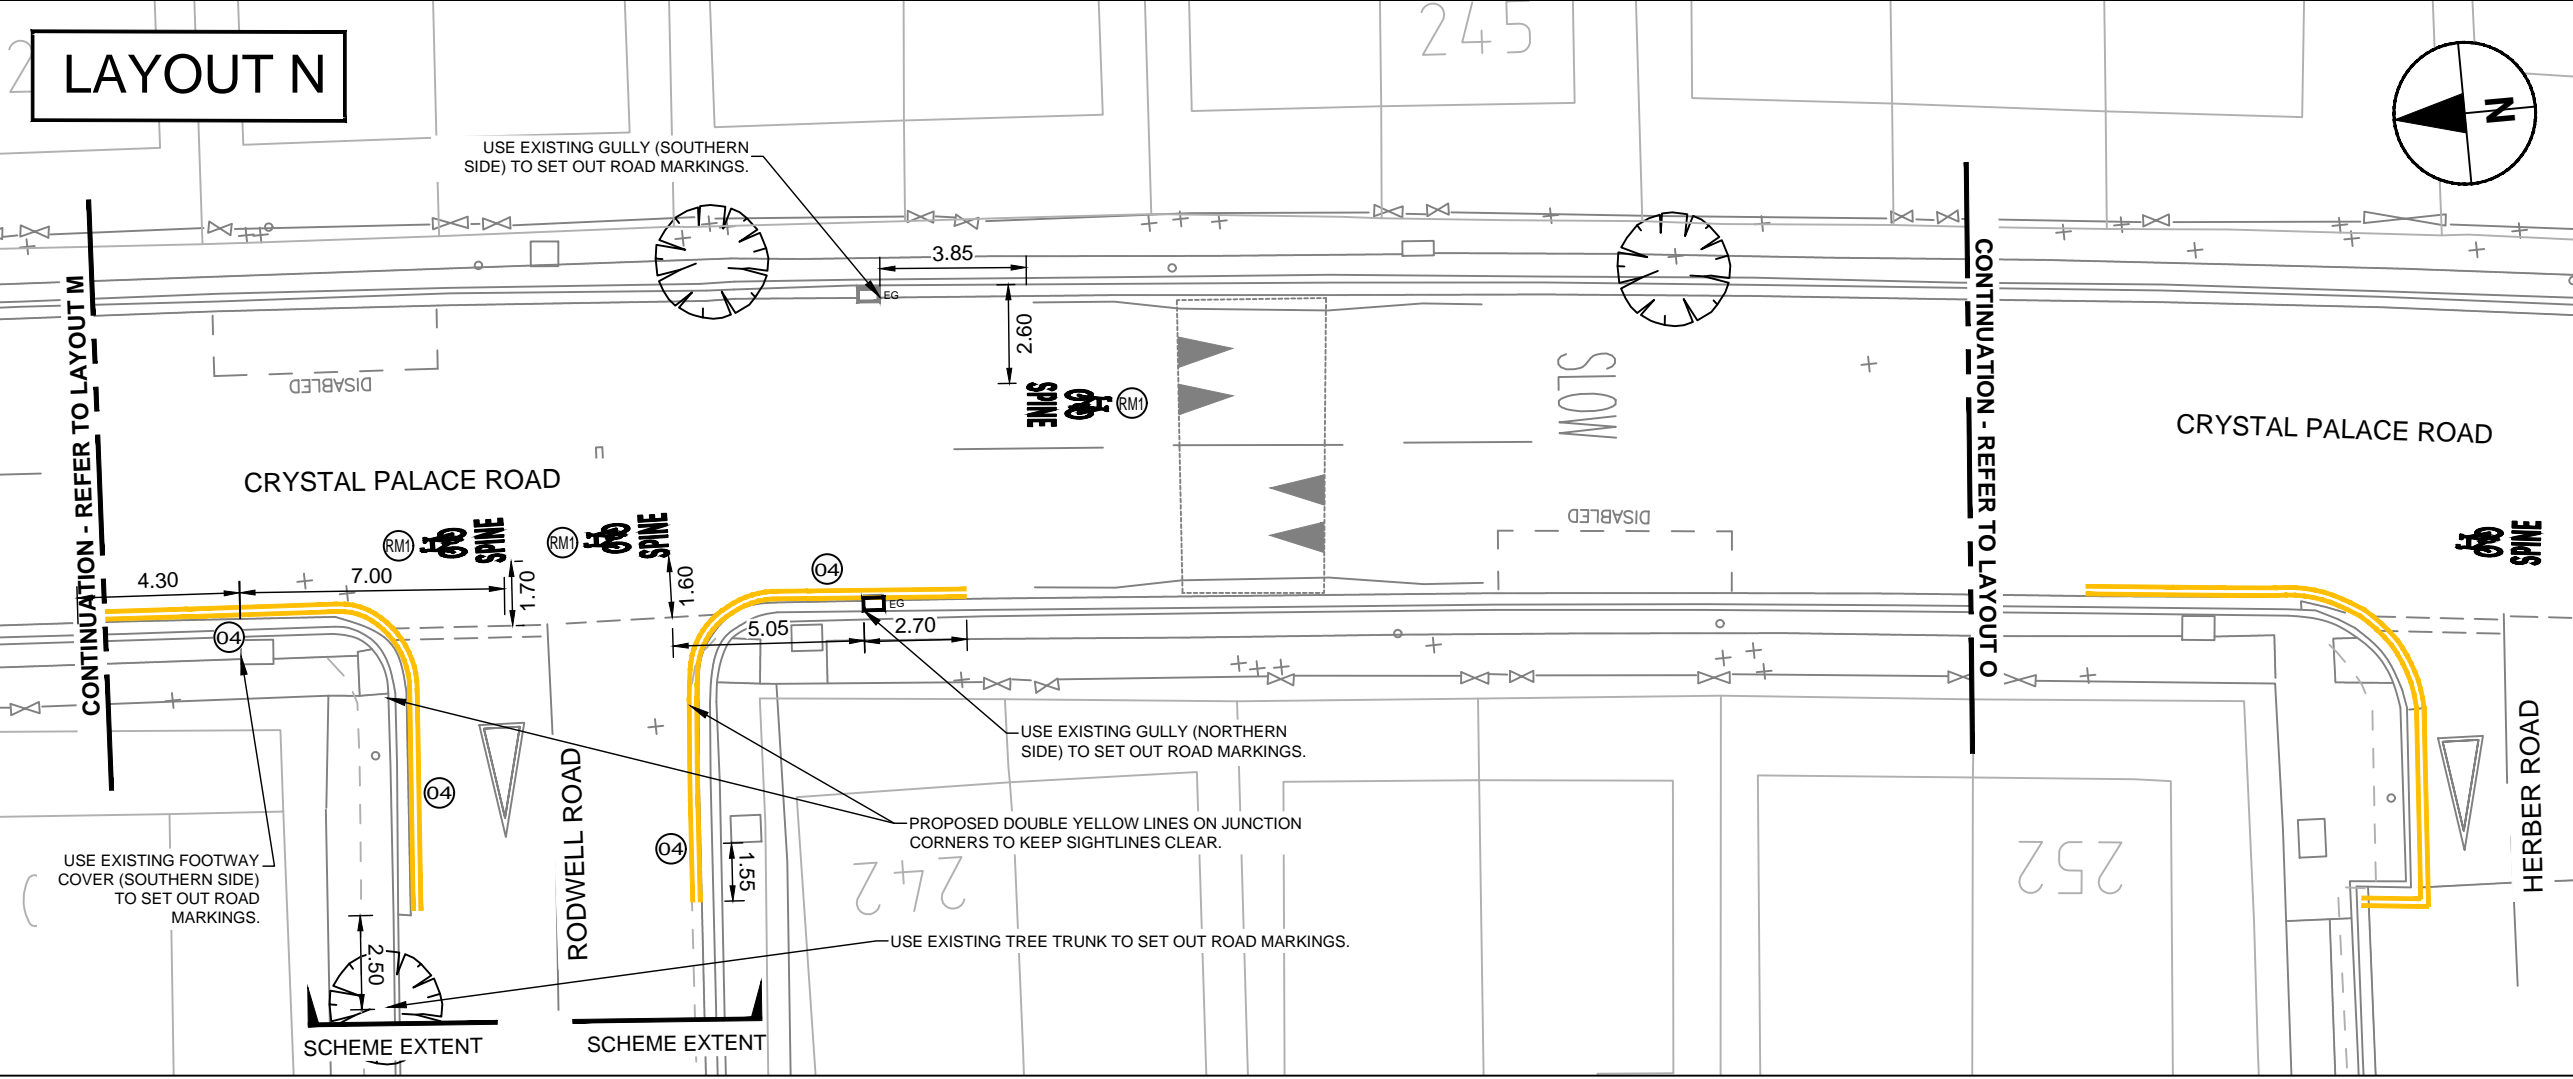 LAYOUT N
245
N
USE EXISTING GULLY (SOUTHERN
SIDE) TO SET OUT ROAD MARKINGS.
3.85
EG
2.60
CONTINUATION - REFER TO LAYOUT M
DISABLED
SPINE
RM1
SLOW
CONTINUATION - REFER TO LAYOUT O
CRYSTAL PALACE ROAD
CRYSTAL PALACE ROAD
RM1
SPINE
RM1
SPINE
DISABLED
SPINE
4.30
7.00
1.70
1.60
04
EG
04
5.05
2.70
USE EXISTING GULLY (NORTHERN
SIDE) TO SET OUT ROAD MARKINGS.
RODWELL ROAD
HERBER ROAD
04
04
PROPOSED DOUBLE YELLOW LINES ON JUNCTION
CORNERS TO KEEP SIGHTLINES CLEAR.
USE EXISTING FOOTWAY
COVER (SOUTHERN SIDE)
TO SET OUT ROAD
MARKINGS.
1.55
242
252
2.50
USE EXISTING TREE TRUNK TO SET OUT ROAD MARKINGS.
SCHEME EXTENT
SCHEME EXTENT